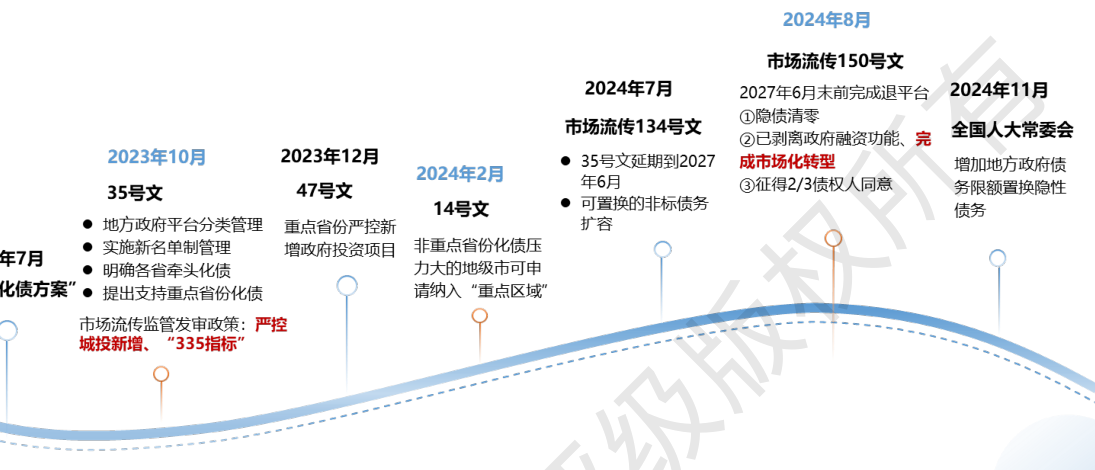 年7月
化债方案”
2023年10月
35号文
● 地方政府平台分类管理
● 实施新名单制管理
● 明确各省牵头化债
● 提出支持重点省份化债
市场流传监管发审政策：严控
城投新增、“335指标”
2023年12月
47号文
重点省份严控新
增政府投资项目
2024年2月
14号文
非重点省份化债压
力大的地级市可申
请纳入“重点区域”
2024年7月
市场流传134号文
● 35号文延期到2027
年6月
● 可置换的非标债务
扩容
2024年8月
市场流传150号文
2027年6月末前完成退平台
①隐债清零
②已剥离政府融资功能、完
成市场化转型
③征得2/3债权人同意
2024年11月
全国人大常委会
增加地方政府债
务限额置换隐性
债务
级版权所有